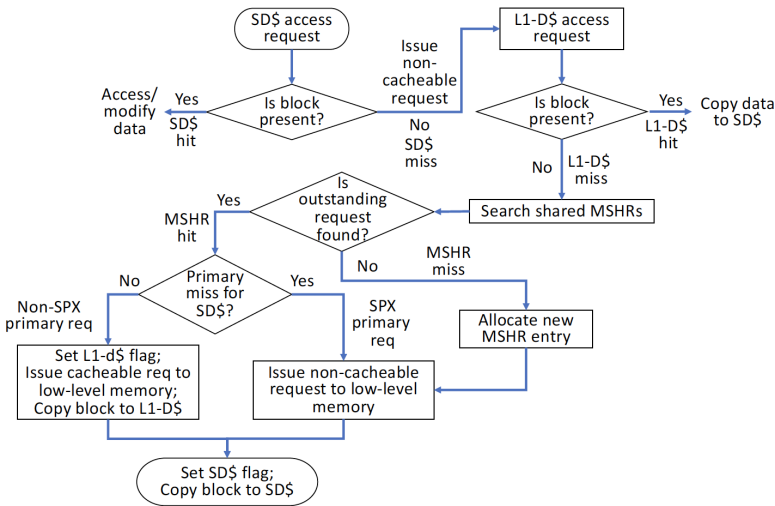 SD$ access
request
Issue
non-
cacheable
request
L1-D$ access
request
Access/
modify
data
Yes
SD$
hit
Is block
present?
No
SD$
miss
Is block
present?
Yes
L1-D$
hit
Copy data
to SD$
No
L1-D$
miss
Search shared MSHRs
Is
outstanding
request
found?
Yes
MSHR
hit
No
MSHR
miss
Primary
miss for
SD$?
No
Non-SPX
primary req
Yes
SPX
primary
req
Allocate new
MSHR entry
Set L1-d$ flag;
Issue cacheable req to
low-level memory;
Copy block to L1-D$
Issue non-cacheable
request to low-level
memory
Set SD$ flag;
Copy block to SD$